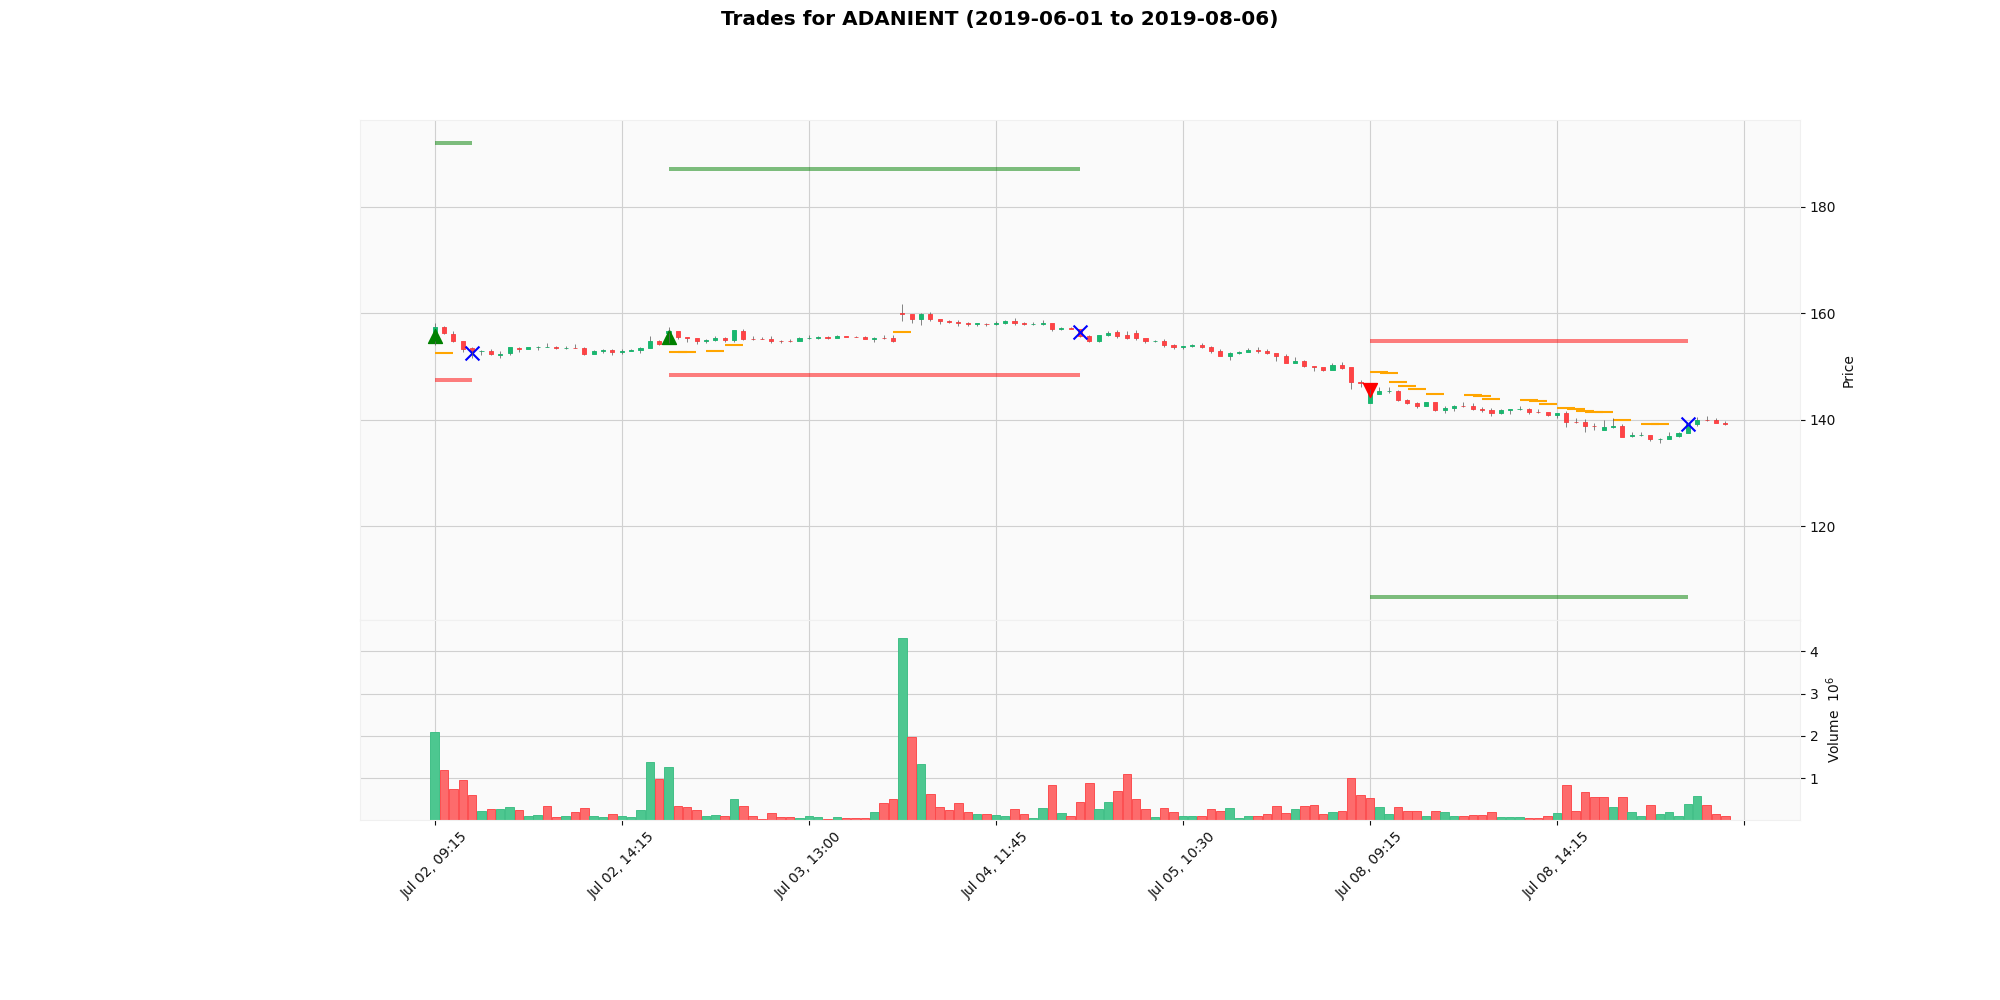 Trades for ADANIENT (2019-06-01 to 2019-08-06)
180
160
140
120
Price
4
3
2
1
Volume 10⁶
Jul 02, 09:15
Jul 02, 14:15
Jul 03, 13:00
Jul 04, 11:45
Jul 05, 10:30
Jul 08, 09:15
Jul 08, 14:15